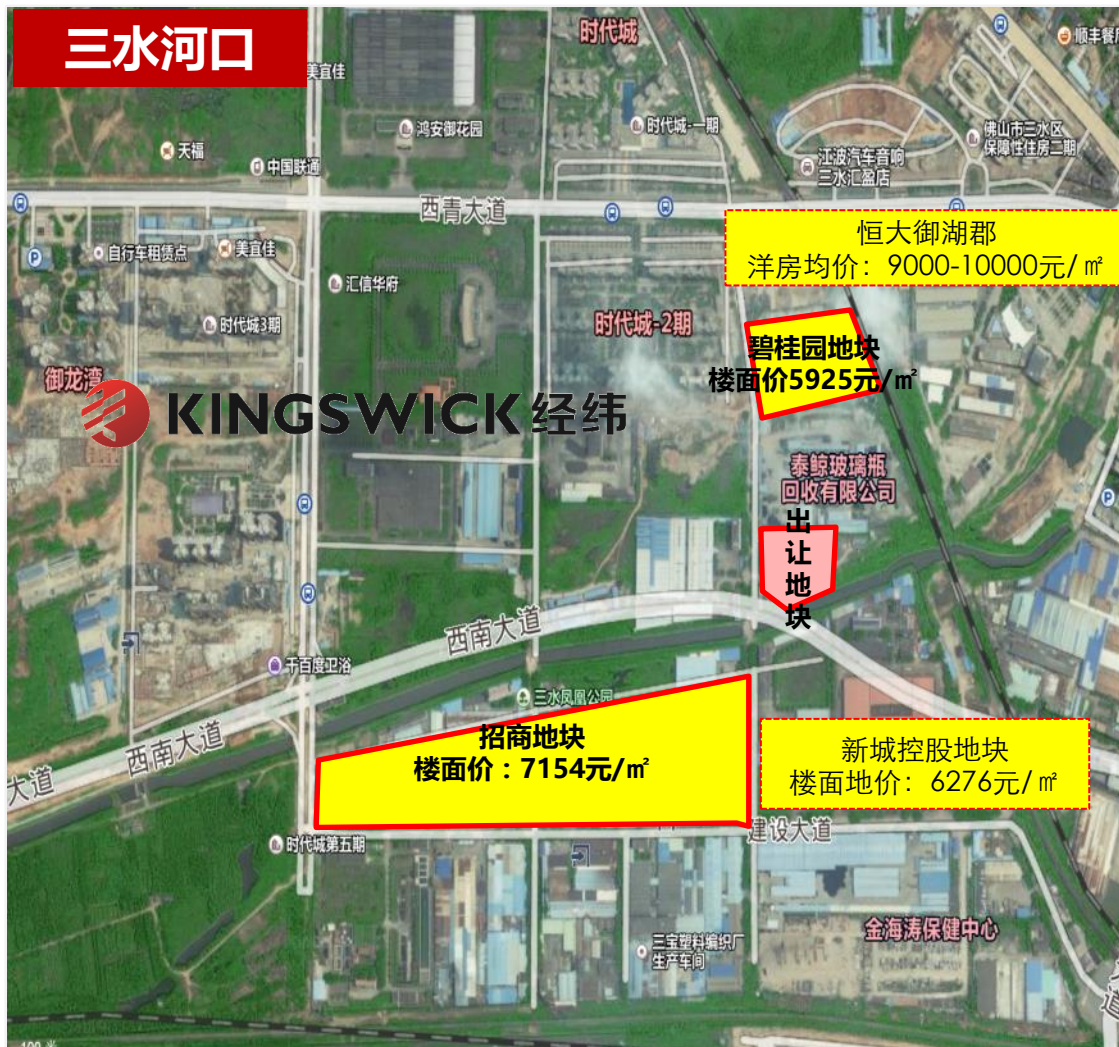 三水河口
时代城
顺丰餐厅
美宜佳
鸿安御花园
时代城-一期
佛山市三水区
保障性住房二期
天福
中国联通
江波汽车音响
三水汇盈店
西青大道
恒大御湖郡
洋房均价：9000-10000元/㎡
P
自行车租赁点
美宜佳
汇信华府
时代城3期
时代城-2期
碧桂园地块
楼面价5925元/㎡
御龙湾
KINGSWICK 经纬
泰鲸玻璃瓶
回收有限公司
P
出
让
地
块
西南大道
千百度卫浴
三水凤凰公园
招商地块
楼面价：7154元/㎡
西南大道
大道
新城控股地块
楼面地价：6276元/㎡
建设大道
时代城第五期
金海涛保健中心
三宝塑料编织厂
生产车间
道
100 米